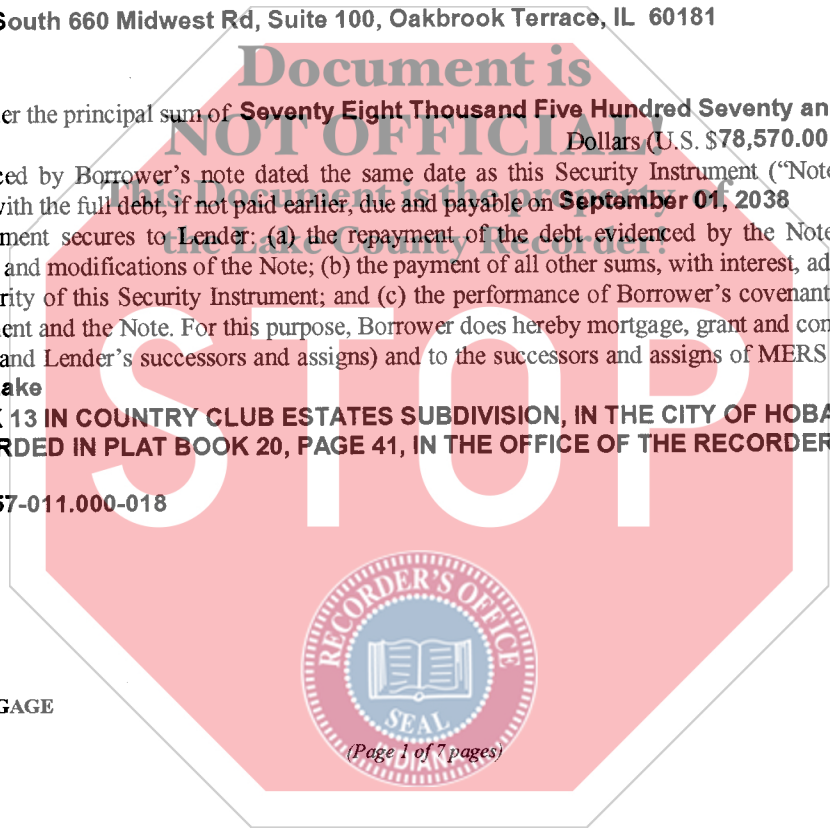 South 660 Midwest Rd, Suite 100, Oakbrook Terrace, IL 60181
Document is
er the principal sum of Seventy Eight Thousand Five Hundred Seventy an
NOT OFFICIAL!
Dollars (U.S. $78,570.00
ced by Borrower's note dated the same date as this Security Instrument (“Note
This Document is the property of
with the full debt, if not paid earlier, due and payable on September 01, 2038
ment secures to Lender: (a) the repayment of the debt evidenced by the Note
the Lake County Recorder!
and modifications of the Note; (b) the payment of all other sums, with interest, ad
rity of this Security Instrument; and (c) the performance of Borrower's covenant
ent and the Note. For this purpose, Borrower does hereby mortgage, grant and con
and Lender's successors and assigns) and to the successors and assigns of MERS
ake
K 13 IN COUNTRY CLUB ESTATES SUBDIVISION, IN THE CITY OF HOBA
RDED IN PLAT BOOK 20, PAGE 41, IN THE OFFICE OF THE RECORDER
STOP
57-011.000-018
RECORDER'S OFFICE
SEAL
INDIANA
GAGE
(Page 1 of 7 pages)